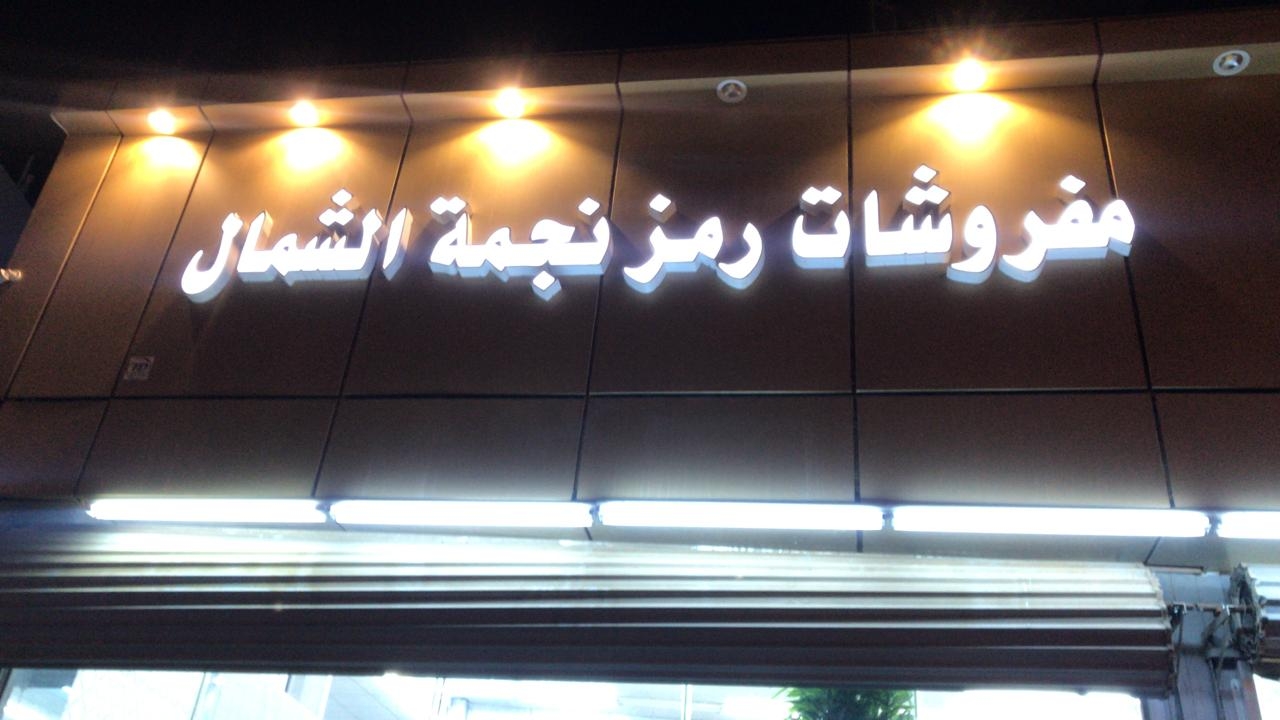 مفروشات رمز نجمة الشمال